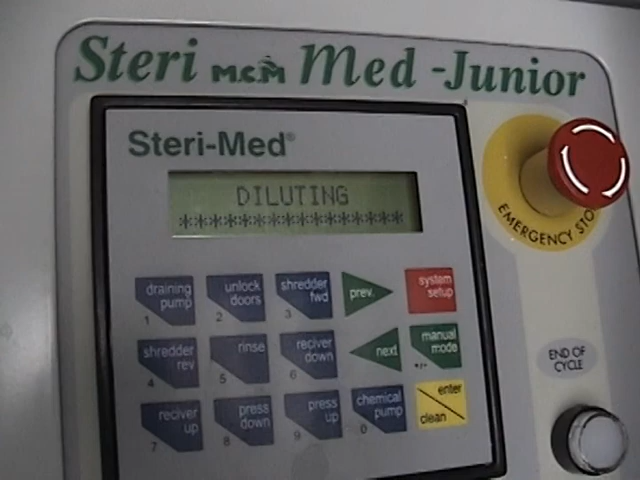 Steri M.C.M Med-Junior
Steri-Med®
DILUTING
****************
EMERGENCY STO
draining pump 1
unlock doors 2
shredder fwd 3
prev.
system setup
shredder rev 4
rinse 5
reciver down 6
next
manual mode
reciver up 7
press down 8
press up 9
chemical pump 0
enter
clean
END OF
CYCLE